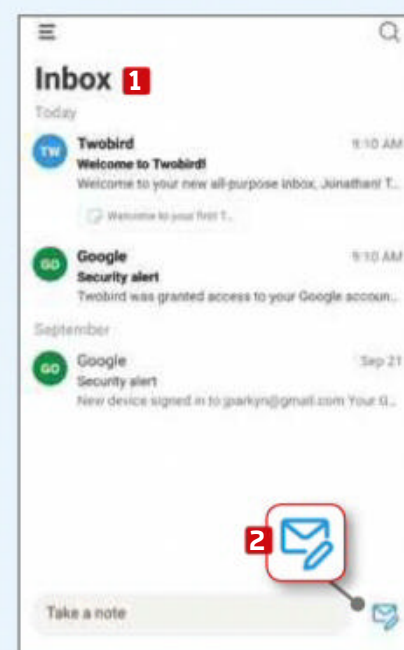 Inbox 1
Today
TW Twobird 9:10 AM
Welcome to Twobird!
Welcome to your new all-purpose inbox, Jonathan! T...
Welcome to your first T...
GO Google 9:10 AM
Security alert
Twobird was granted access to your Google accoun...
September
GO Google Sep 21
Security alert
New device signed in to jparkyn@gmail.com Your G...
2
Take a note